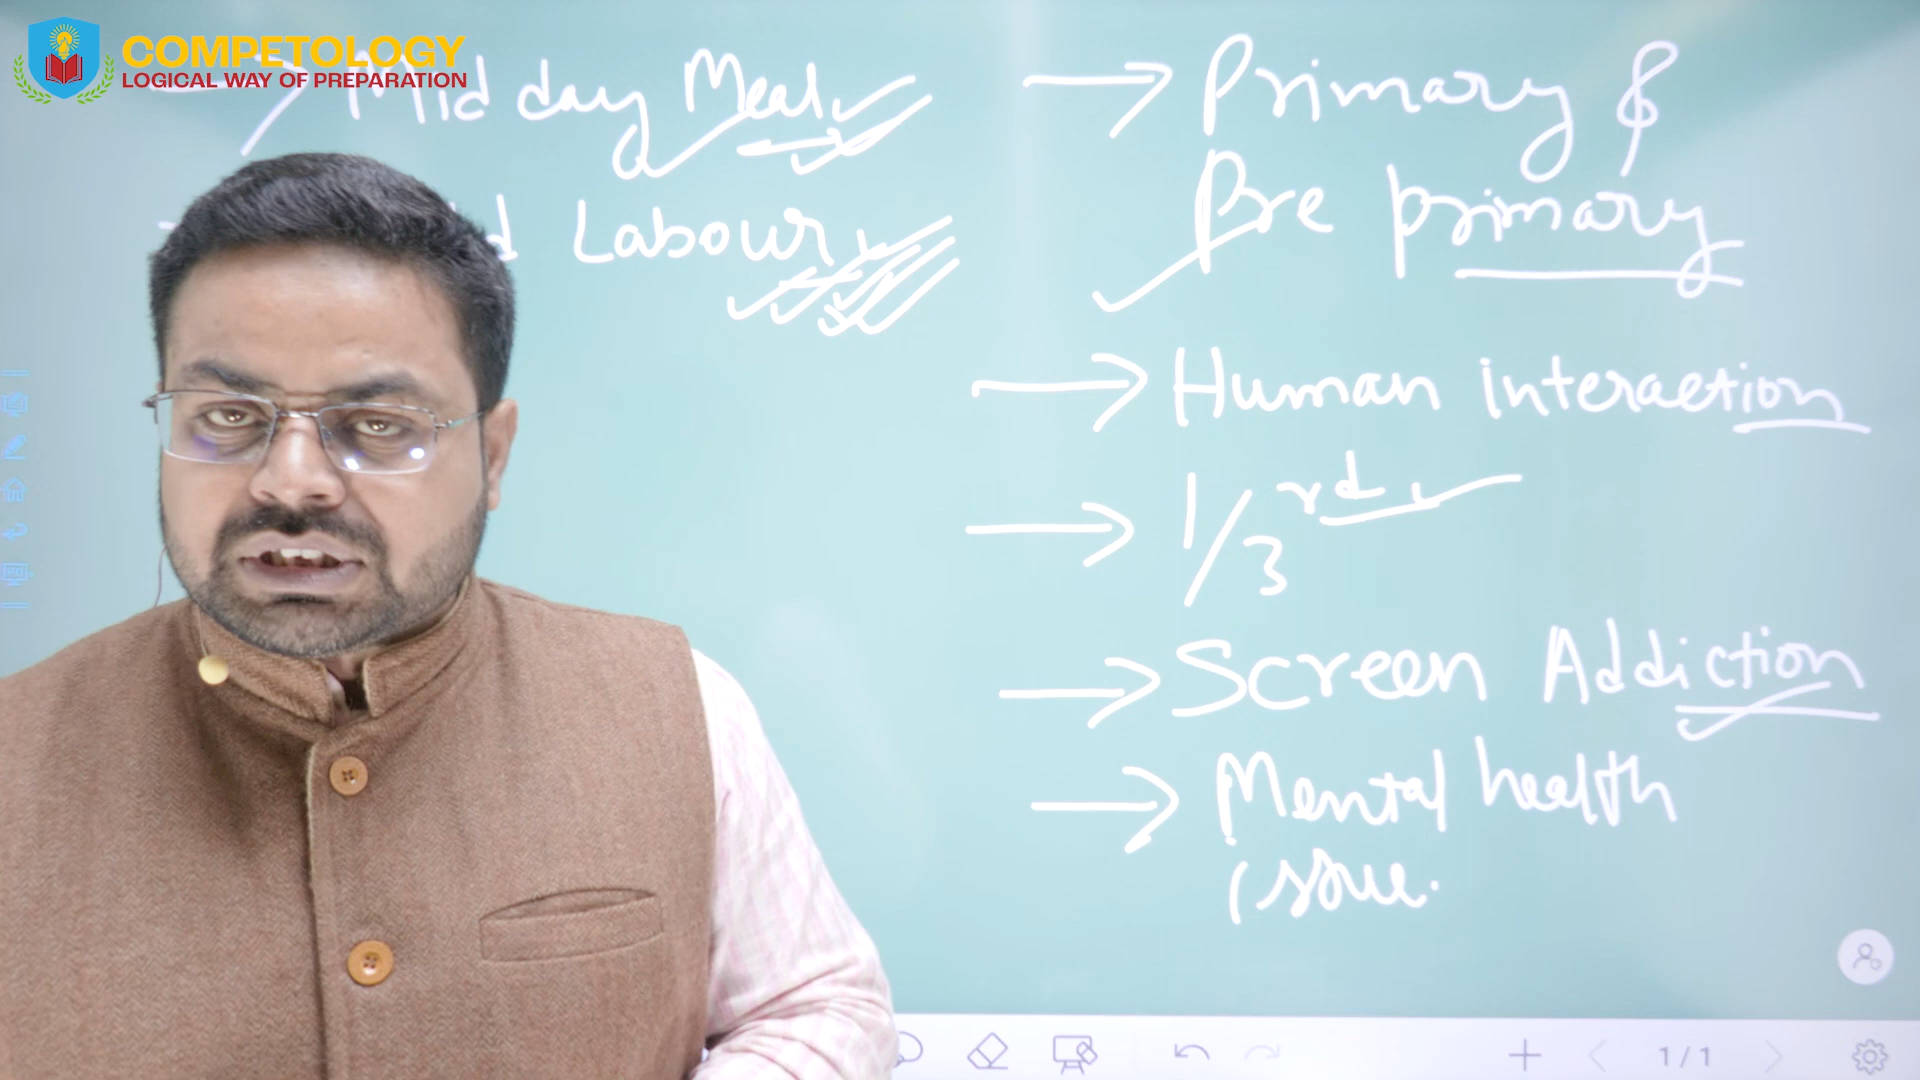 COMPETOLOGY
LOGICAL WAY OF PREPARATION
Mid day Meal
Labour
Primary &
Pre primary
Human interaction
1/3rd
Screen Addiction
Mental health
issue.
1/1